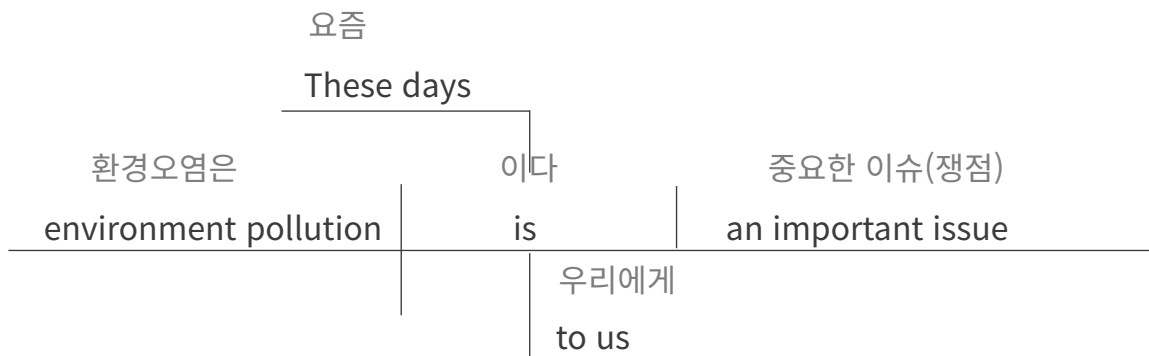 요즘
These days
환경오염은 이다 중요한 이슈(쟁점)
environment pollution is an important issue
우리에게
to us